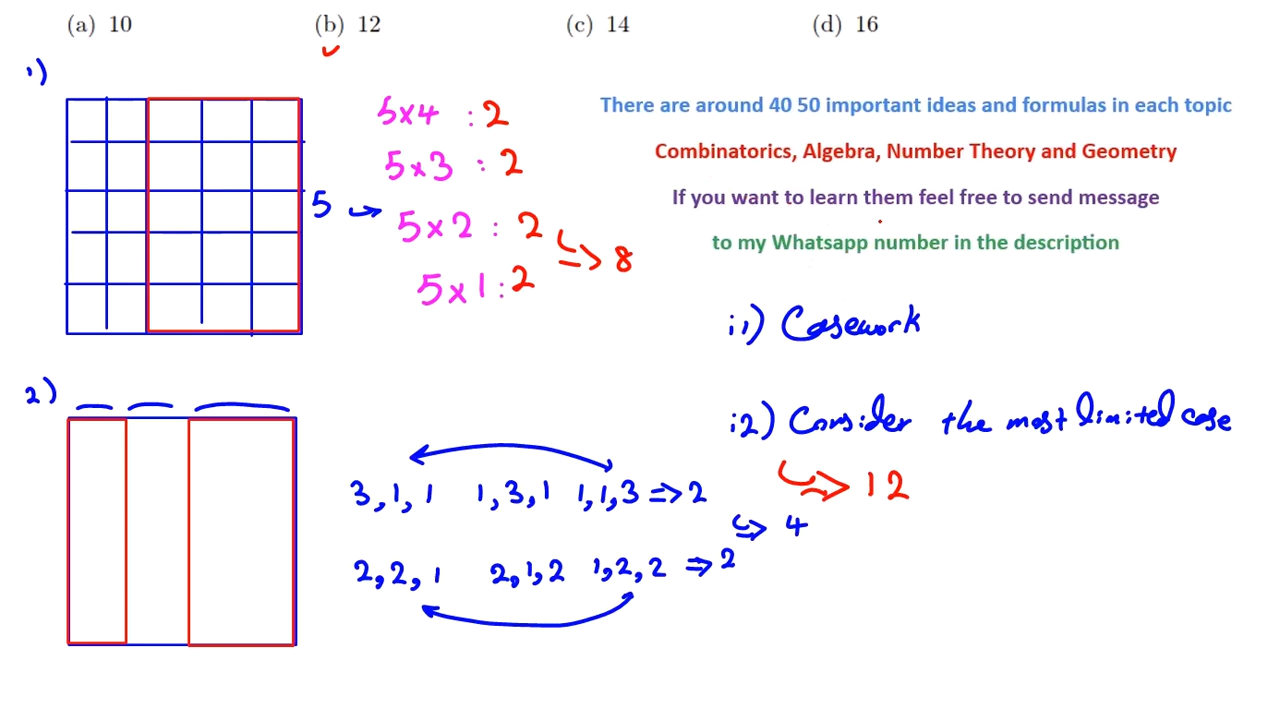 (a) 10 (b) 12 (c) 14 (d) 16
1)
5x4 : 2
5x3 : 2
5 → 5x2 : 2
5x1 : 2
→ 8
There are around 40 50 important ideas and formulas in each topic
Combinatorics, Algebra, Number Theory and Geometry
If you want to learn them feel free to send message
to my Whatsapp number in the description
i1) Casework
i2) Consider the most limited case
→ 12
2)
3, 1, 1 1, 3, 1 1, 1, 3 ⇒ 2
→ 4
2, 2, 1 2, 1, 2 1, 2, 2 ⇒ 2